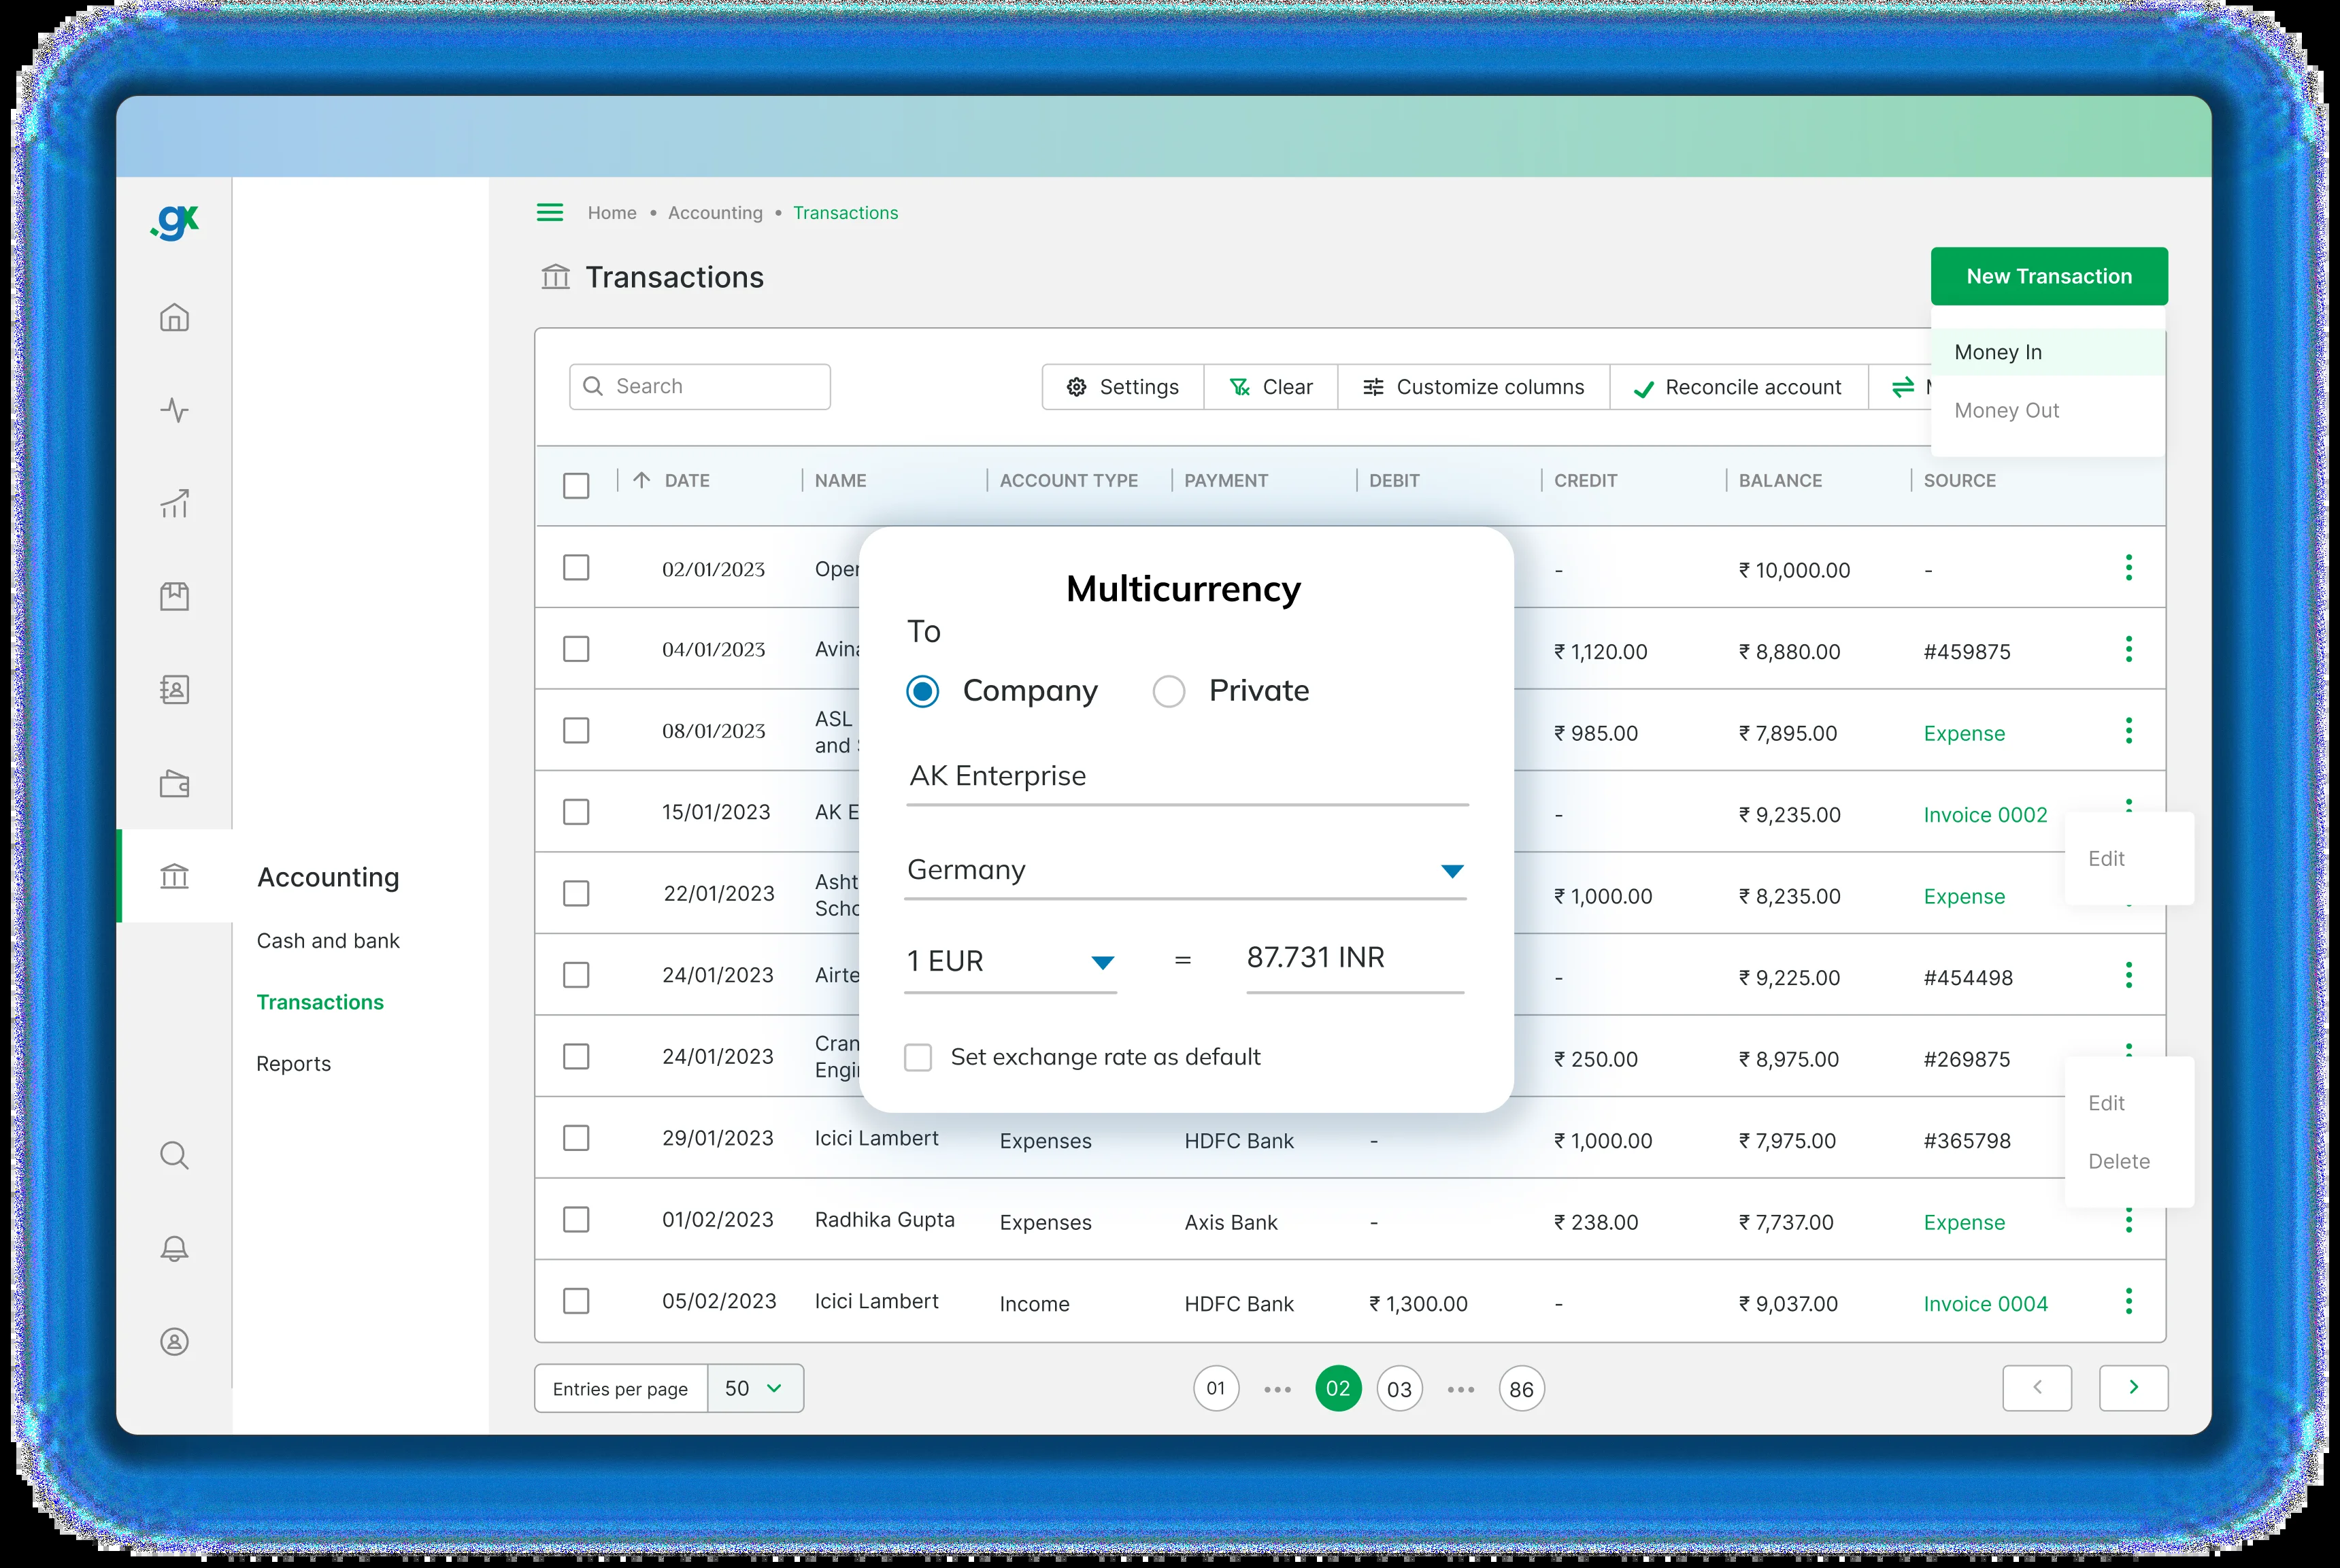 .gx
Home • Accounting • Transactions
Transactions
New Transaction
Money In
Money Out
Search
Settings
Clear
Customize columns
Reconcile account
DATE NAME ACCOUNT TYPE PAYMENT DEBIT CREDIT BALANCE SOURCE
02/01/2023 - ₹ 10,000.00 -
04/01/2023 ₹ 1,120.00 ₹ 8,880.00 #459875
08/01/2023 ASL ₹ 985.00 ₹ 7,895.00 Expense
and
15/01/2023 AK - ₹ 9,235.00 Invoice 0002
22/01/2023 ₹ 1,000.00 ₹ 8,235.00 Expense
24/01/2023 - ₹ 9,225.00 #454498
24/01/2023 ₹ 250.00 ₹ 8,975.00 #269875
29/01/2023 Icici Lambert Expenses HDFC Bank - ₹ 1,000.00 ₹ 7,975.00 #365798
01/02/2023 Radhika Gupta Expenses Axis Bank - ₹ 238.00 ₹ 7,737.00 Expense
05/02/2023 Icici Lambert Income HDFC Bank ₹ 1,300.00 - ₹ 9,037.00 Invoice 0004
Edit
Edit
Delete
Multicurrency
To
Company Private
AK Enterprise
Germany
1 EUR = 87.731 INR
Set exchange rate as default
Accounting
Cash and bank
Transactions
Reports
Entries per page 50
01 ••• 02 03 ••• 86